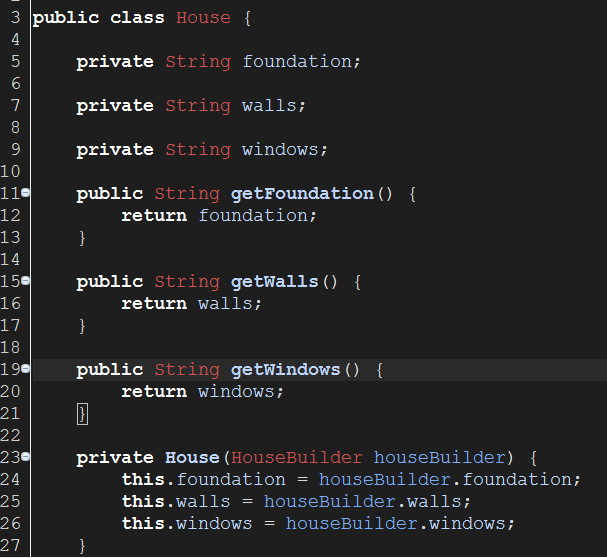 3 public class House {
4
5 private String foundation;
6
7 private String walls;
8
9 private String windows;
10
11 public String getFoundation() {
12 return foundation;
13 }
14
15 public String getWalls() {
16 return walls;
17 }
18
19 public String getWindows() {
20 return windows;
21 }
22
23 private House(HouseBuilder houseBuilder) {
24 this.foundation = houseBuilder.foundation;
25 this.walls = houseBuilder.walls;
26 this.windows = houseBuilder.windows;
27 }